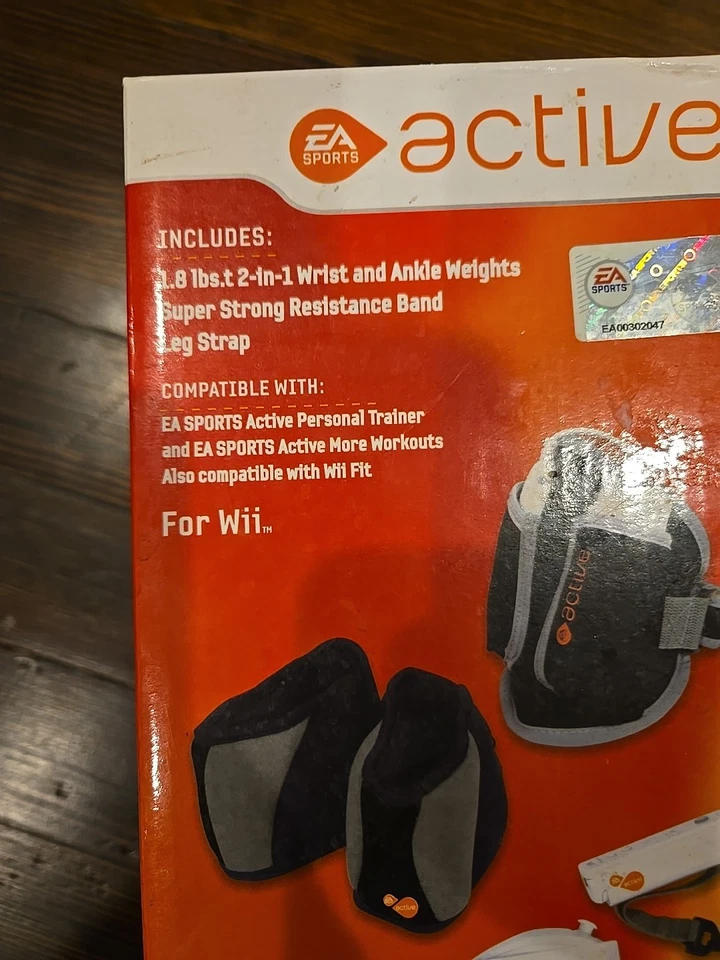 EA
SPORTS
active
INCLUDES:
1.8 lbs.t 2-in-1 Wrist and Ankle Weights
Super Strong Resistance Band
Leg Strap
EA
SPORTS
EA00302047
COMPATIBLE WITH:
EA SPORTS Active Personal Trainer
and EA SPORTS Active More Workouts
Also compatible with Wii Fit
For Wii™
active
EA
active
EA